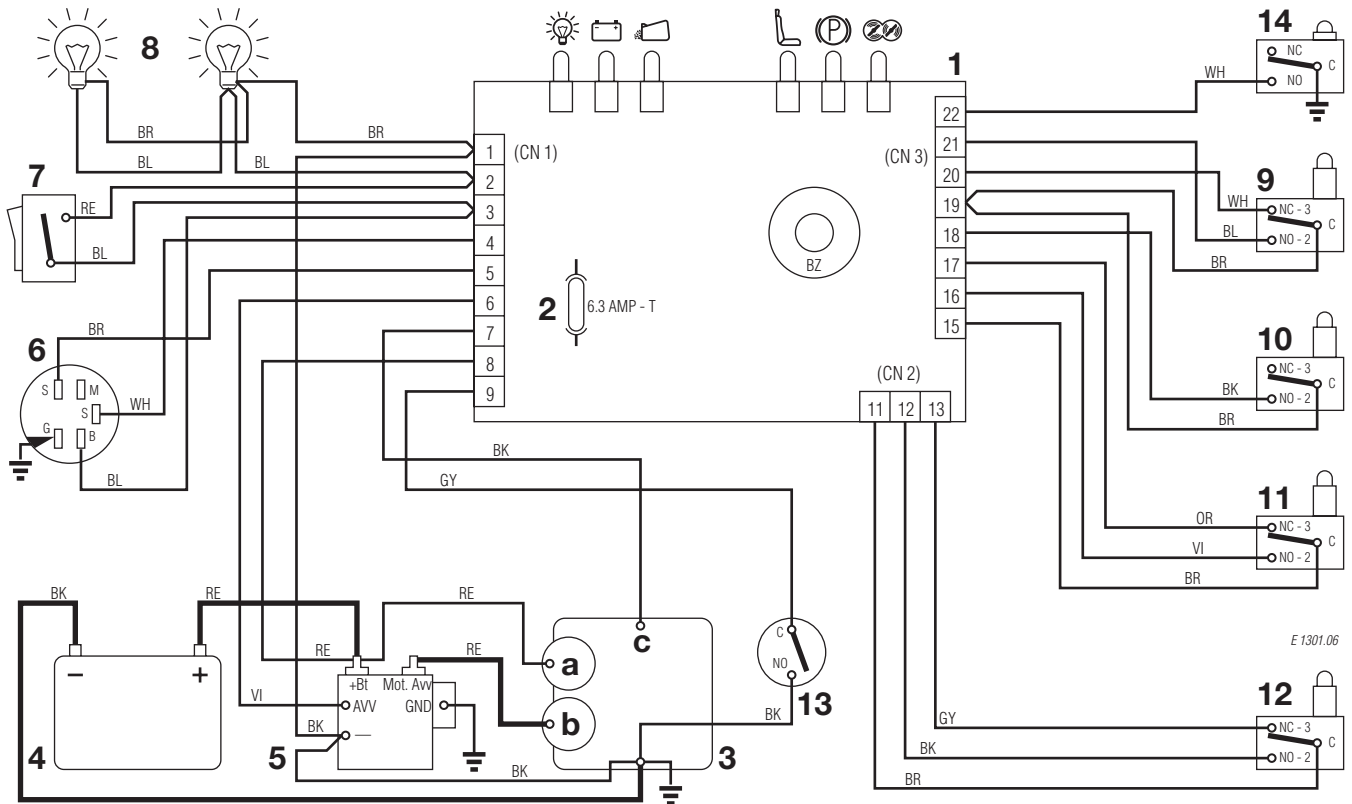 14
NC
C
NO
WH
8
1
P
BR
BL
BR
BL
(CN 1)
1
2
3
4
5
6
7
8
9
22
21
20
19
18
17
16
15
(CN 3)
BZ
2
6.3 AMP - T
(CN 2)
11
12
13
7
RE
BL
9
WH
NC - 3
C
BL
NO - 2
BR
6
BR
S
M
S
WH
G
B
BL
10
NC - 3
C
BK
NO - 2
BR
BK
GY
11
OR
NC - 3
C
VI
NO - 2
BR
E 1301.06
BK
RE
RE
RE
RE
–
+
4
+Bt
Mot. Avv
VI
AVV
GND
BK
—
5
BK
a
b
c
3
C
NO
13
BK
12
GY
NC - 3
C
BK
NO - 2
BR